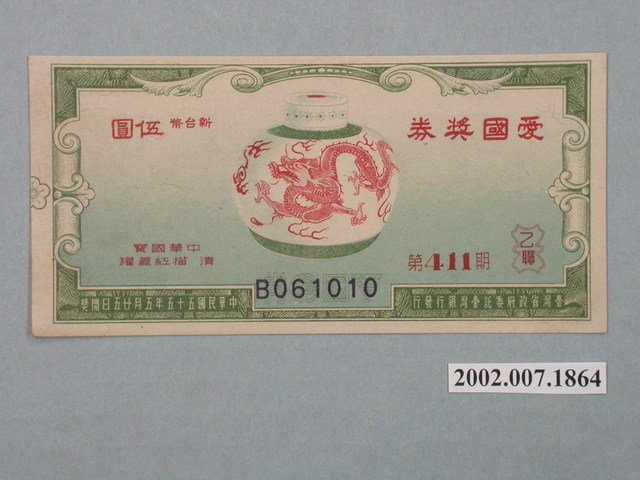 愛國獎券
新台幣 伍圓
乙聯
第411期
中華國寶
清 描紅龍罐
B061010
臺灣省政府委託臺灣銀行發行
中華民國五十五年五月廿五日開獎
2002.007.1864